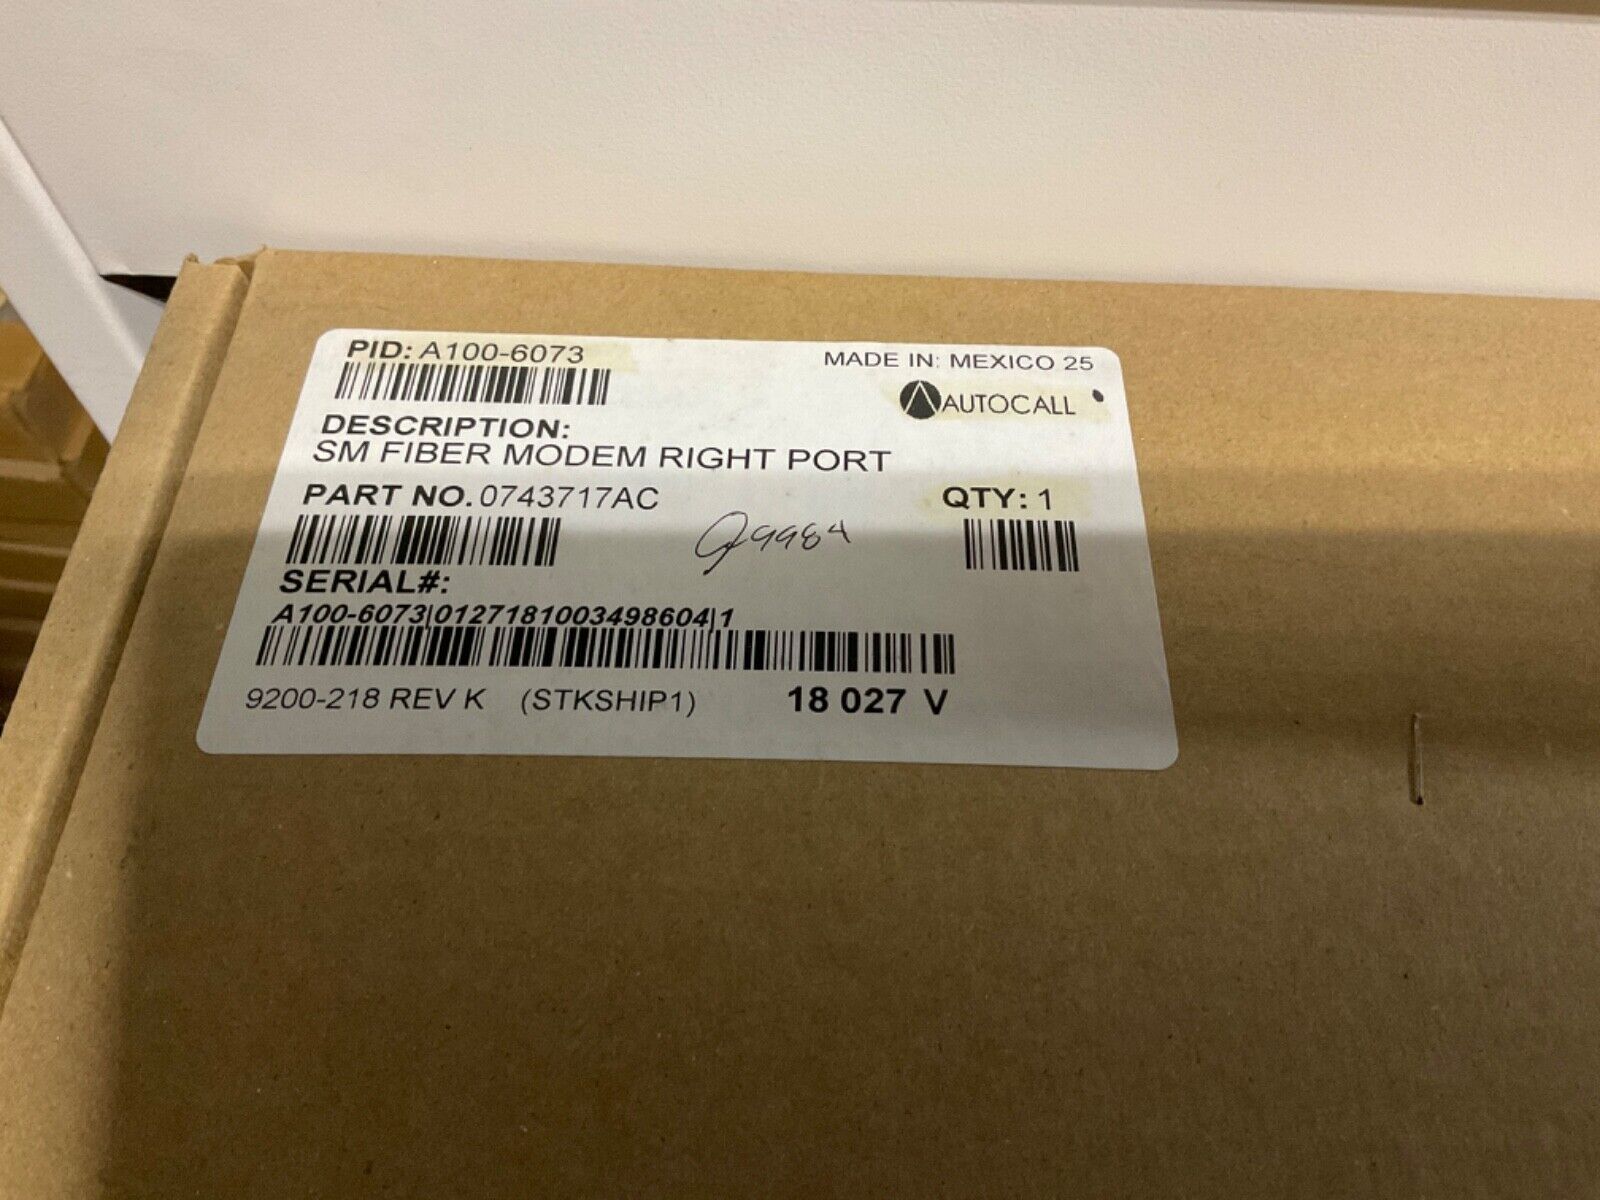 PID: A100-6073
MADE IN: MEXICO 25
AUTOCALL
DESCRIPTION:
SM FIBER MODEM RIGHT PORT
PART NO. 0743717AC
QTY: 1
9984
SERIAL#:
A100-6073|0127181003498604|1
9200-218 REV K (STKSHIP1) 18 027 V